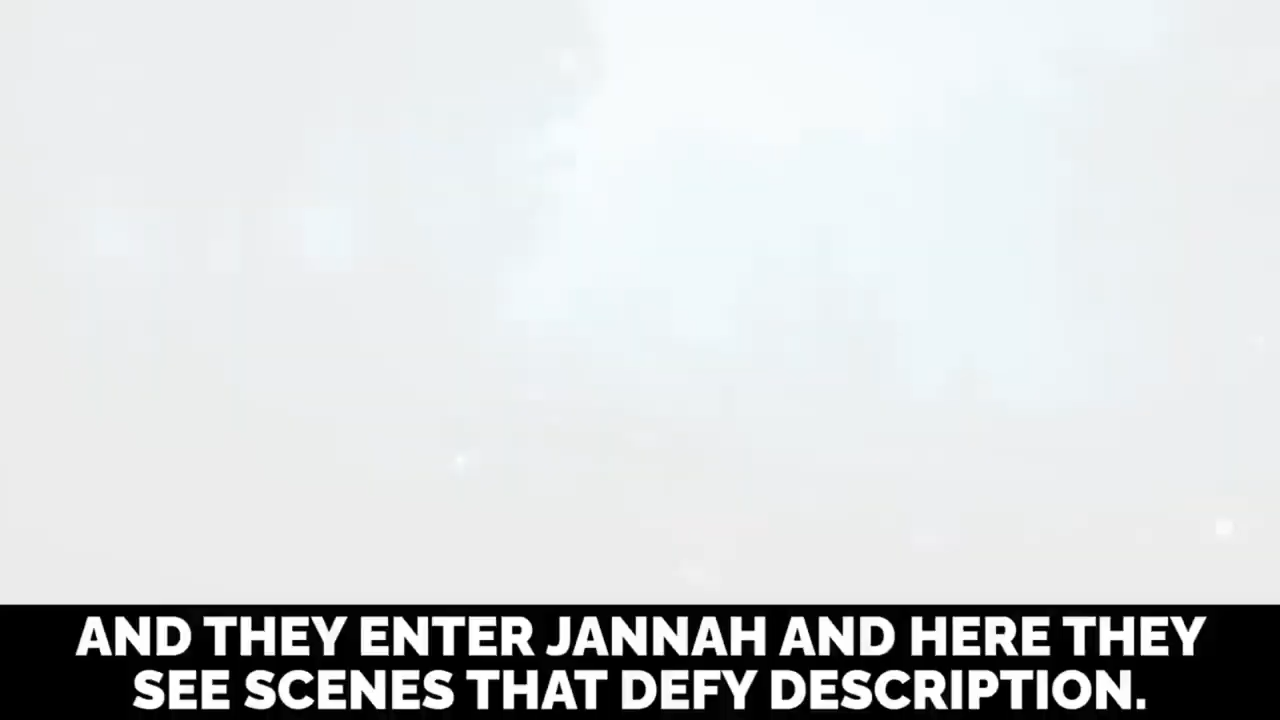 AND THEY ENTER JANNAH AND HERE THEY
SEE SCENES THAT DEFY DESCRIPTION.